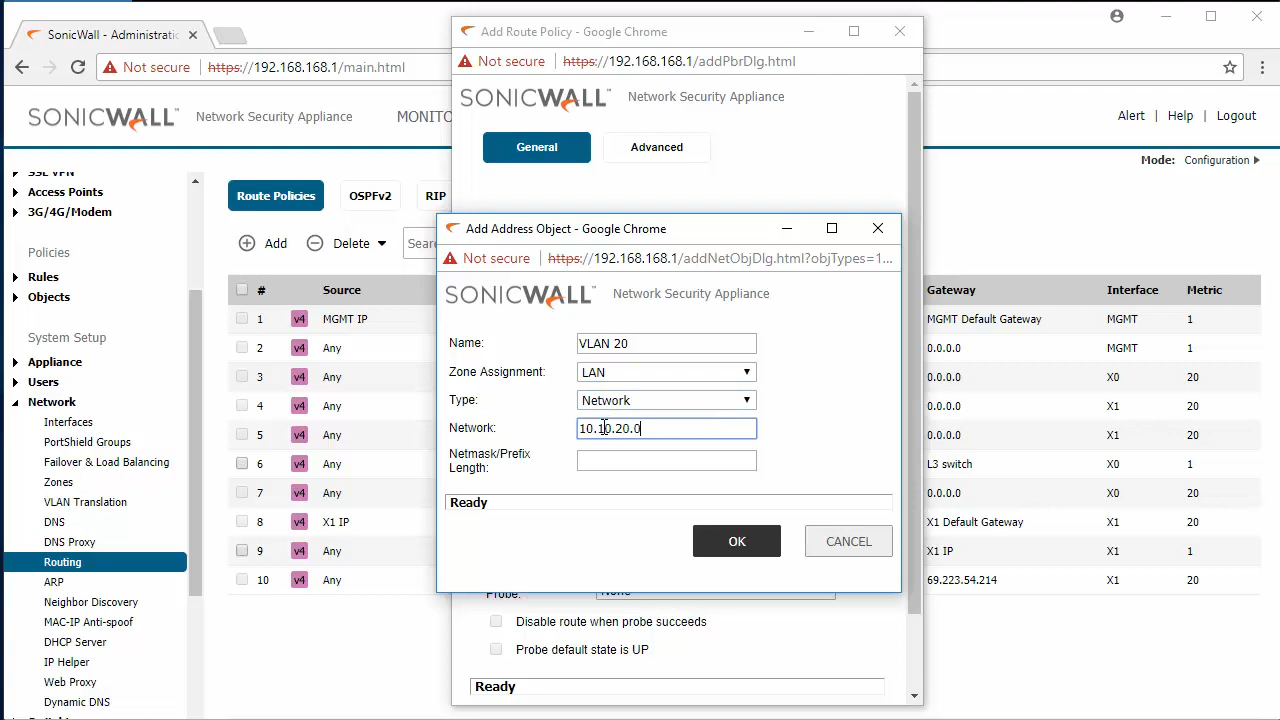 SonicWall - Administratic
Not secure
https://192.168.168.1/main.html
SONICWALL™
Network Security Appliance
MONITO
Alert | Help | Logout
Mode: Configuration
SSL VPN
Access Points
3G/4G/Modem
Policies
Rules
Objects
System Setup
Appliance
Users
Network
Interfaces
PortShield Groups
Failover & Load Balancing
Zones
VLAN Translation
DNS
DNS Proxy
Routing
ARP
Neighbor Discovery
MAC-IP Anti-spoof
DHCP Server
IP Helper
Web Proxy
Dynamic DNS
Route Policies
OSPFv2
RIP
Add
Delete
Sear
# Source Gateway Interface Metric
1 v4 MGMT IP MGMT Default Gateway MGMT 1
2 v4 Any 0.0.0.0 MGMT 1
3 v4 Any 0.0.0.0 X0 20
4 v4 Any 0.0.0.0 X1 20
5 v4 Any 0.0.0.0 X1 20
6 v4 Any L3 switch X0 1
7 v4 Any 0.0.0.0 X0 20
8 v4 X1 IP X1 Default Gateway X1 20
9 v4 Any X1 IP X1 1
10 v4 Any 69.223.54.214 X1 20
Add Route Policy - Google Chrome
Not secure
https://192.168.168.1/addPbrDlg.html
SONICWALL™
Network Security Appliance
General
Advanced
Add Address Object - Google Chrome
Not secure
https://192.168.168.1/addNetObjDlg.html?objTypes=1...
SONICWALL™
Network Security Appliance
Name: VLAN 20
Zone Assignment: LAN
Type: Network
Network: 10.10.20.0
Netmask/Prefix
Length:
Ready
OK
CANCEL
Probe: None
Disable route when probe succeeds
Probe default state is UP
Ready